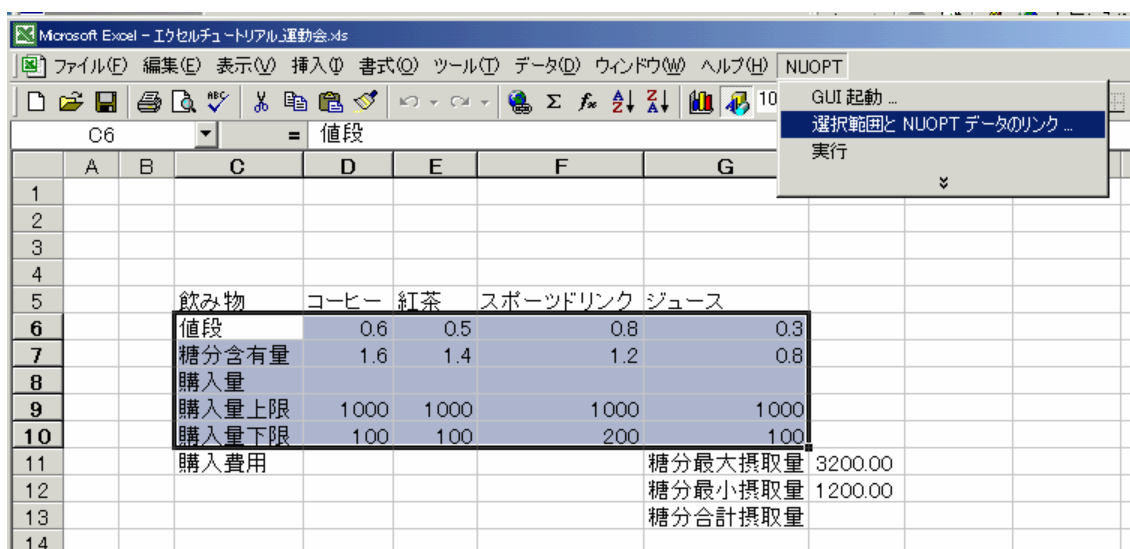 Microsoft Excel - エクセルチュートリアル_運動会.xls
ファイル(F) 編集(E) 表示(V) 挿入(I) 書式(O) ツール(T) データ(D) ウィンドウ(W) ヘルプ(H) NUOPT
GUI 起動 ...
選択範囲と NUOPT データのリンク ...
実行
10
C6 = 値段
A B C D E F G
1
2
3
4
5 飲み物 コーヒー 紅茶 スポーツドリンク ジュース
6 値段 0.6 0.5 0.8 0.3
7 糖分含有量 1.6 1.4 1.2 0.8
8 購入量
9 購入量上限 1000 1000 1000 1000
10 購入量下限 100 100 200 100
11 購入費用 糖分最大摂取量 3200.00
12 糖分最小摂取量 1200.00
13 糖分合計摂取量
14